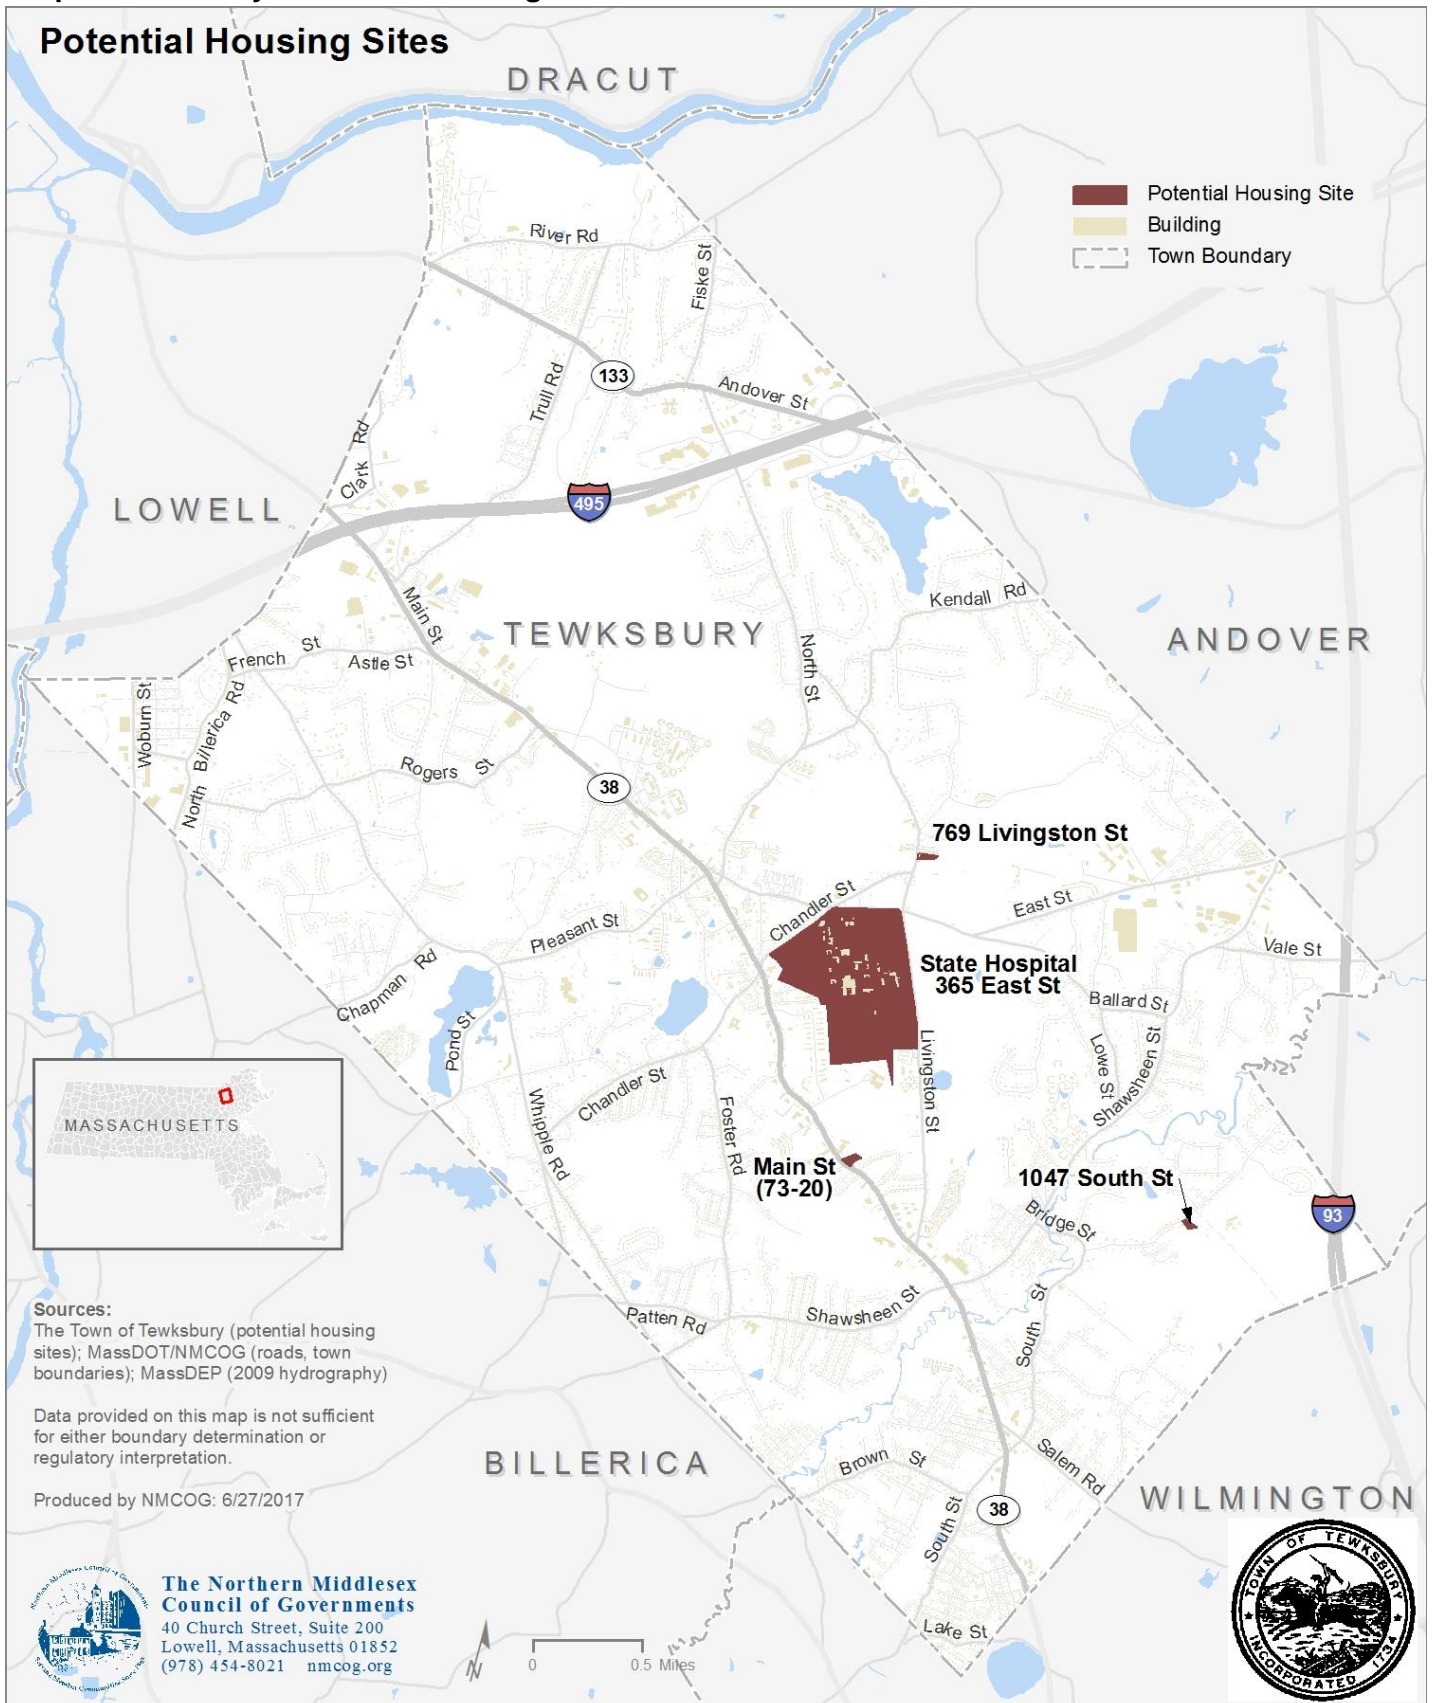 Potential Housing Sites
DRACUT
Potential Housing Site
Building
Town Boundary
River Rd
Fiske St
133
Trull Rd
Andover St
Clark Rd
LOWELL
495
Kendall Rd
Main St
TEWKSBURY
ANDOVER
French St
Astle St
North St
Woburn St
North Billerica Rd
Rogers St
38
769 Livingston St
Chandler St
East St
Pleasant St
Vale St
State Hospital
365 East St
Chapman Rd
Ballard St
Pond St
Lowe St
Shawsheen St
Livingston St
Chandler St
Whipple Rd
Foster Rd
MASSACHUSETTS
Main St
(73-20)
1047 South St
Bridge St
93
Sources:
The Town of Tewksbury (potential housing
sites); MassDOT/NMCOG (roads, town
boundaries); MassDEP (2009 hydrography)
Patten Rd
Shawsheen St
South St
Data provided on this map is not sufficient
for either boundary determination or
regulatory interpretation.
BILLERICA
Brown St
Salem Rd
Produced by NMCOG: 6/27/2017
38
WILMINGTON
South St
Lake St
The Northern Middlesex
Council of Governments
40 Church Street, Suite 200
Lowell, Massachusetts 01852
(978) 454-8021 nmcog.org
N
0 0.5 Miles
TOWN OF TEWKSBURY
INCORPORATED 1734